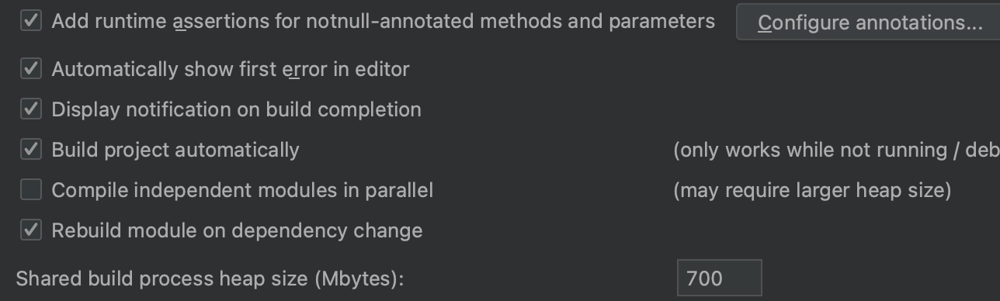 Add runtime assertions for notnull-annotated methods and parameters Configure annotations...
Automatically show first error in editor
Display notification on build completion
Build project automatically (only works while not running / deb
Compile independent modules in parallel (may require larger heap size)
Rebuild module on dependency change
Shared build process heap size (Mbytes): 700